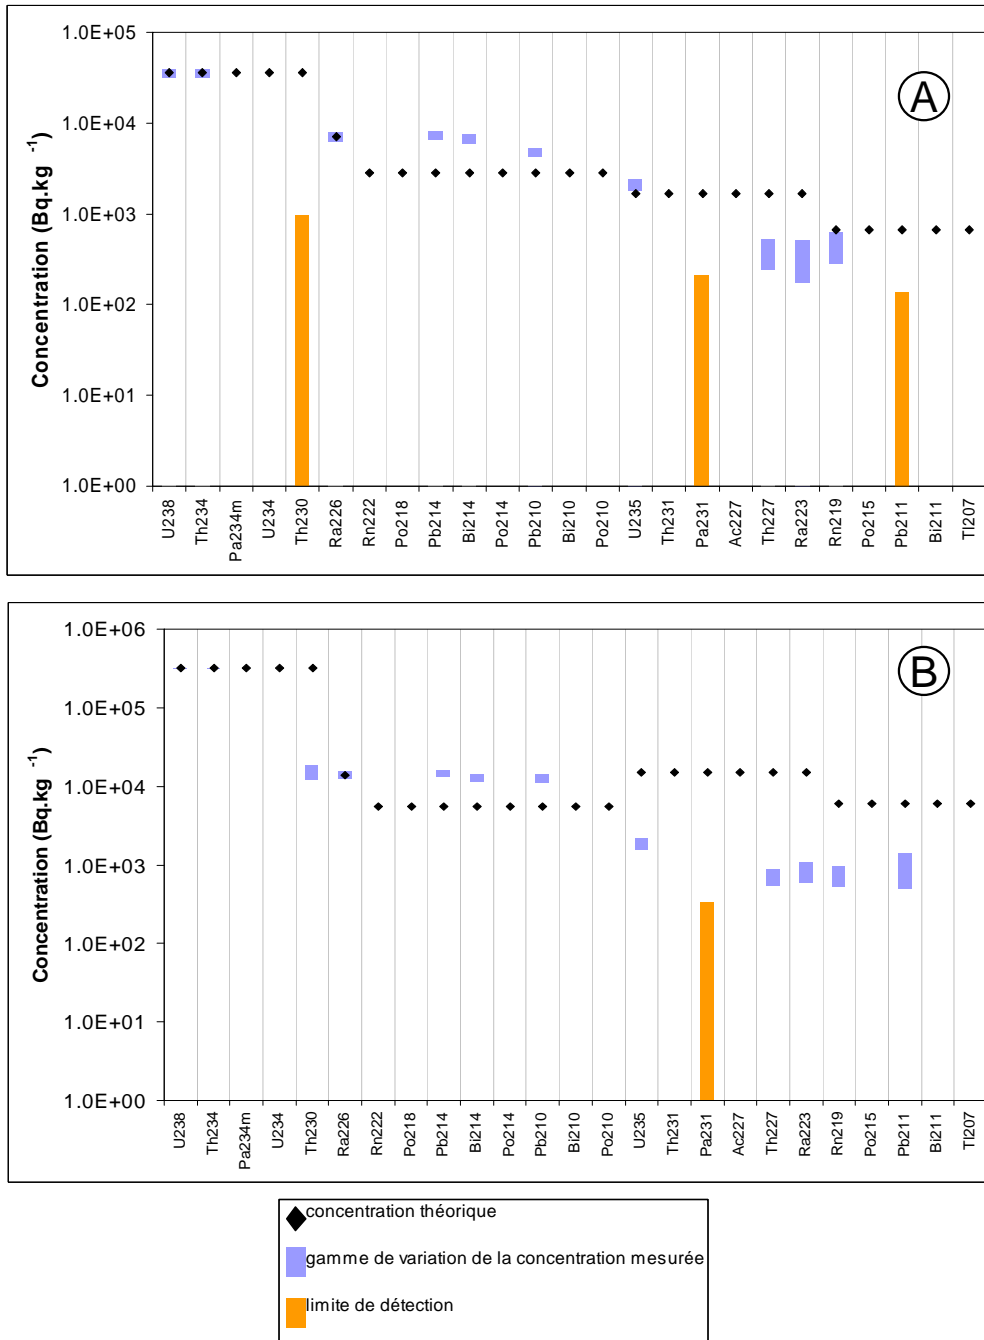 A
Concentration (Bq.kg -1)
1.0E+05
1.0E+04
1.0E+03
1.0E+02
1.0E+01
1.0E+00
U238
Th234
Pa234m
U234
Th230
Ra226
Rn222
Po218
Pb214
Bi214
Po214
Pb210
Bi210
Po210
U235
Th231
Pa231
Ac227
Th227
Ra223
Rn219
Po215
Pb211
Bi211
Tl207
B
Concentration (Bq.kg -1)
1.0E+06
1.0E+05
1.0E+04
1.0E+03
1.0E+02
1.0E+01
1.0E+00
U238
Th234
Pa234m
U234
Th230
Ra226
Rn222
Po218
Pb214
Bi214
Po214
Pb210
Bi210
Po210
U235
Th231
Pa231
Ac227
Th227
Ra223
Rn219
Po215
Pb211
Bi211
Tl207
concentration théorique
gamme de variation de la concentration mesurée
limite de détection